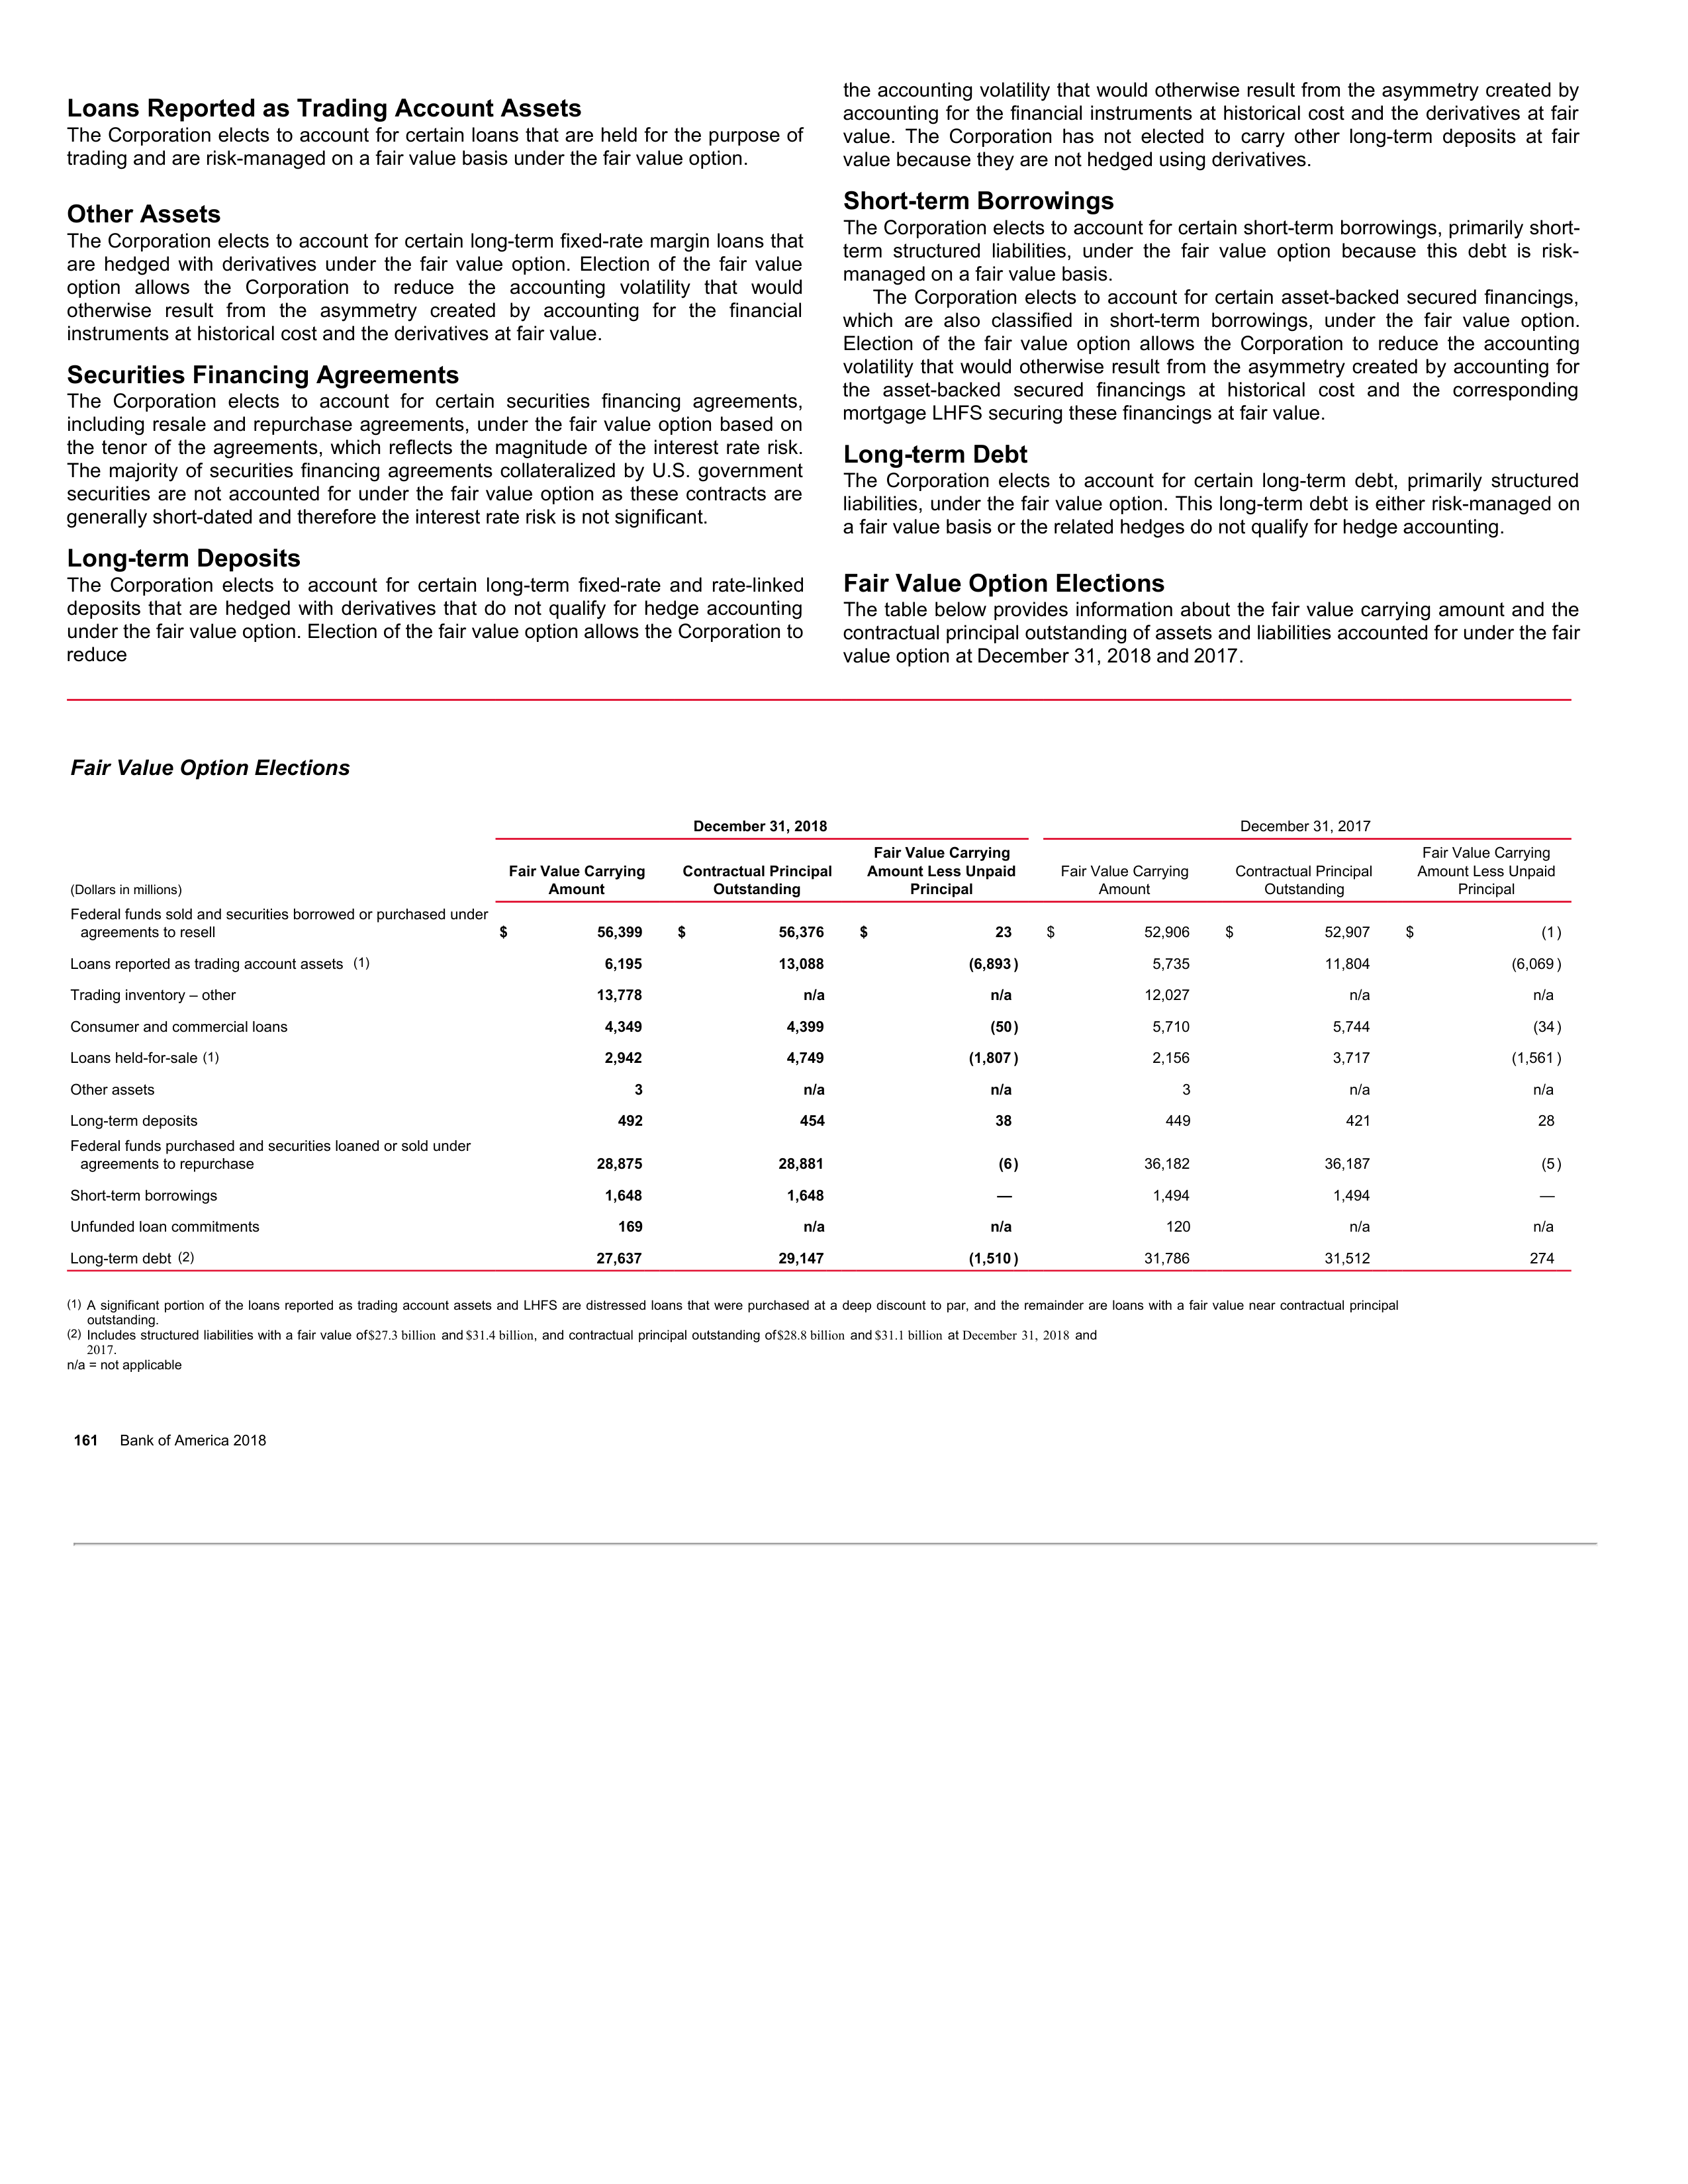 Loans Reported as Trading Account Assets
The Corporation elects to account for certain loans that are held for the purpose of
trading and are risk-managed on a fair value basis under the fair value option.
Other Assets
The Corporation elects to account for certain long-term fixed-rate margin loans that
are hedged with derivatives under the fair value option. Election of the fair value
option allows the Corporation to reduce the accounting volatility that would
otherwise result from the asymmetry created by accounting for the financial
instruments at historical cost and the derivatives at fair value.
Securities Financing Agreements
The Corporation elects to account for certain securities financing agreements,
including resale and repurchase agreements, under the fair value option based on
the tenor of the agreements, which reflects the magnitude of the interest rate risk.
The majority of securities financing agreements collateralized by U.S. government
securities are not accounted for under the fair value option as these contracts are
generally short-dated and therefore the interest rate risk is not significant.
Long-term Deposits
The Corporation elects to account for certain long-term fixed-rate and rate-linked
deposits that are hedged with derivatives that do not qualify for hedge accounting
under the fair value option. Election of the fair value option allows the Corporation to
reduce
the accounting volatility that would otherwise result from the asymmetry created by
accounting for the financial instruments at historical cost and the derivatives at fair
value. The Corporation has not elected to carry other long-term deposits at fair
value because they are not hedged using derivatives.
Short-term Borrowings
The Corporation elects to account for certain short-term borrowings, primarily short-
term structured liabilities, under the fair value option because this debt is risk-
managed on a fair value basis.
The Corporation elects to account for certain asset-backed secured financings,
which are also classified in short-term borrowings, under the fair value option.
Election of the fair value option allows the Corporation to reduce the accounting
volatility that would otherwise result from the asymmetry created by accounting for
the asset-backed secured financings at historical cost and the corresponding
mortgage LHFS securing these financings at fair value.
Long-term Debt
The Corporation elects to account for certain long-term debt, primarily structured
liabilities, under the fair value option. This long-term debt is either risk-managed on
a fair value basis or the related hedges do not qualify for hedge accounting.
Fair Value Option Elections
The table below provides information about the fair value carrying amount and the
contractual principal outstanding of assets and liabilities accounted for under the fair
value option at December 31, 2018 and 2017.
Fair Value Option Elections
December 31, 2018 December 31, 2017
(Dollars in millions) Fair Value Carrying Amount Contractual Principal Outstanding Fair Value Carrying Amount Less Unpaid Principal Fair Value Carrying Amount Contractual Principal Outstanding Fair Value Carrying Amount Less Unpaid Principal
Federal funds sold and securities borrowed or purchased under
agreements to resell $ 56,399 $ 56,376 $ 23 $ 52,906 $ 52,907 $ (1)
Loans reported as trading account assets (1) 6,195 13,088 (6,893) 5,735 11,804 (6,069)
Trading inventory – other 13,778 n/a n/a 12,027 n/a n/a
Consumer and commercial loans 4,349 4,399 (50) 5,710 5,744 (34)
Loans held-for-sale (1) 2,942 4,749 (1,807) 2,156 3,717 (1,561)
Other assets 3 n/a n/a 3 n/a n/a
Long-term deposits 492 454 38 449 421 28
Federal funds purchased and securities loaned or sold under
agreements to repurchase 28,875 28,881 (6) 36,182 36,187 (5)
Short-term borrowings 1,648 1,648 — 1,494 1,494 —
Unfunded loan commitments 169 n/a n/a 120 n/a n/a
Long-term debt (2) 27,637 29,147 (1,510) 31,786 31,512 274
(1) A significant portion of the loans reported as trading account assets and LHFS are distressed loans that were purchased at a deep discount to par, and the remainder are loans with a fair value near contractual principal
outstanding.
(2) Includes structured liabilities with a fair value of $27.3 billion and $31.4 billion, and contractual principal outstanding of $28.8 billion and $31.1 billion at December 31, 2018 and
2017.
n/a = not applicable
161 Bank of America 2018